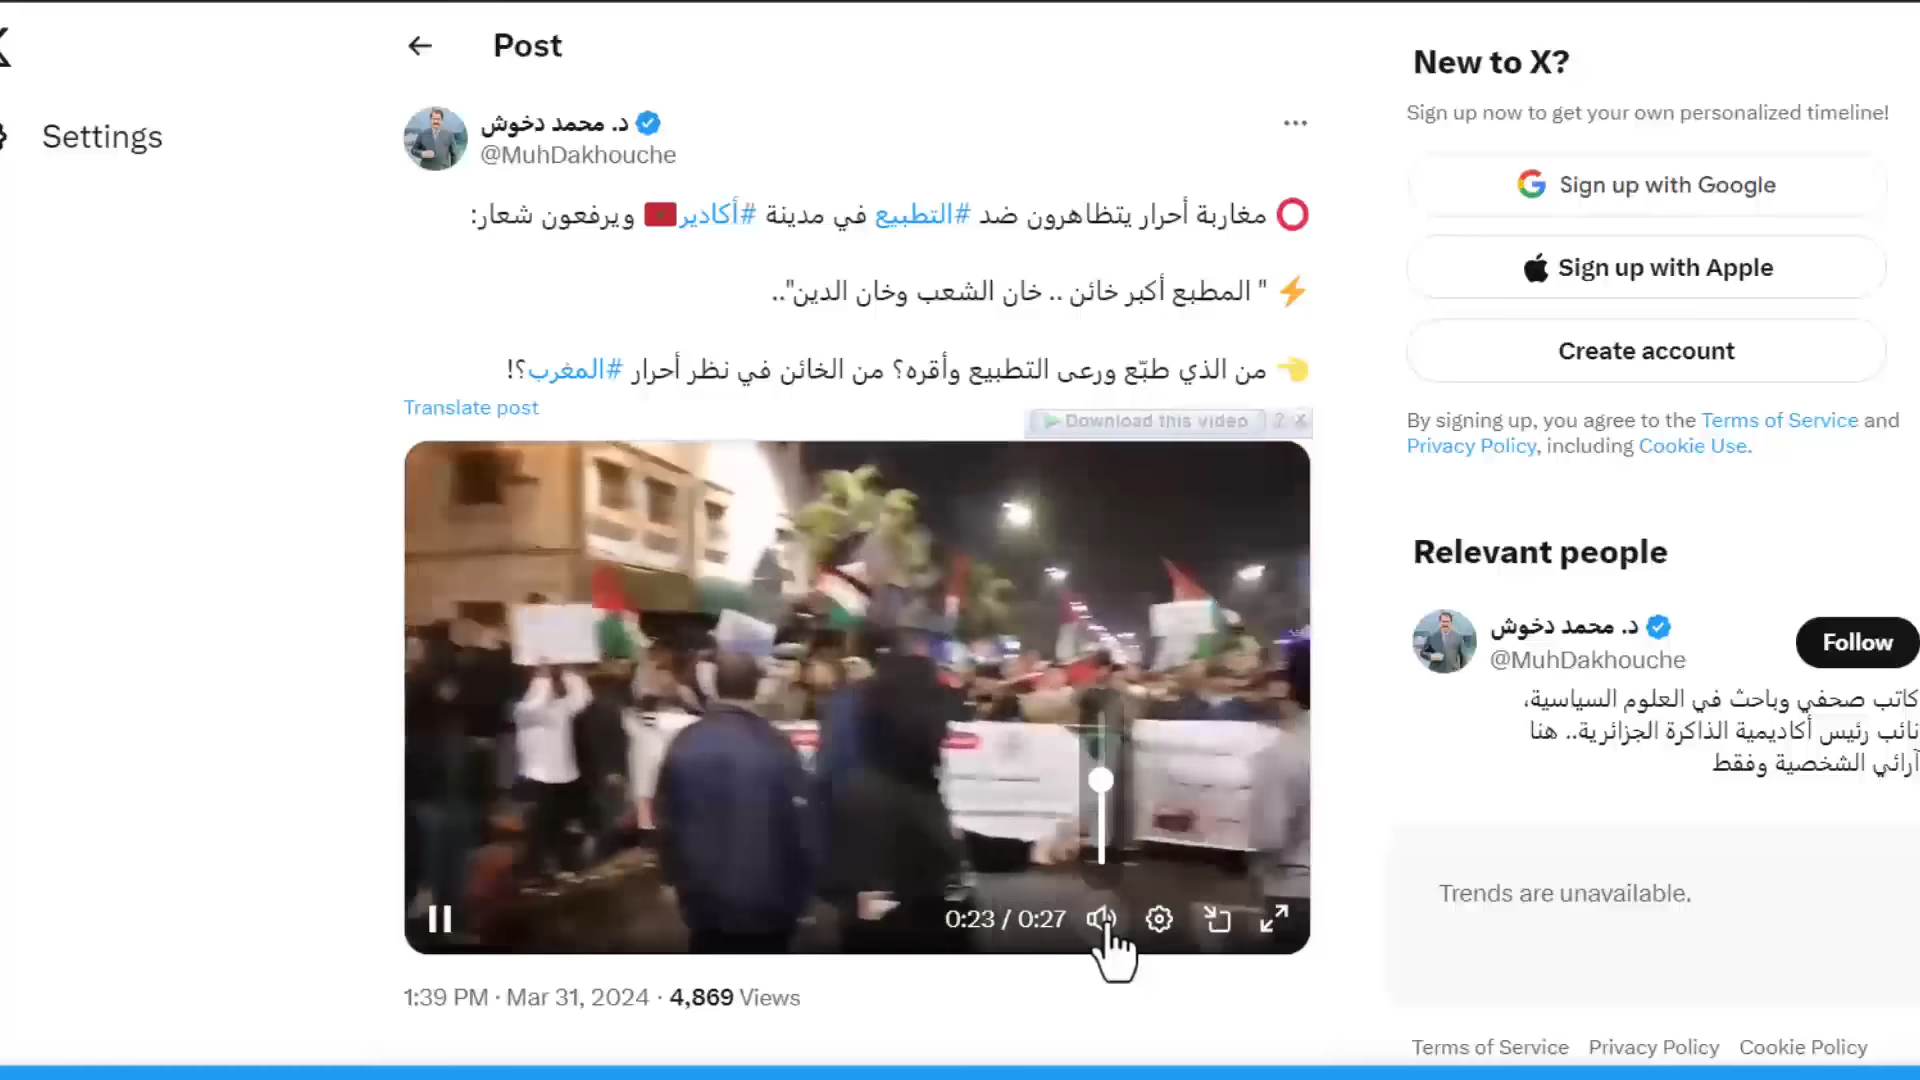 Post
Settings
د. محمد دخوش
@MuhDakhouche
مغاربة أحرار يتظاهرون ضد #التطبيع في مدينة #أكادير ويرفعون شعار:
" المطبع أكبر خائن .. خان الشعب وخان الدين"..
من الذي طبّع ورعى التطبيع وأقره؟ من الخائن في نظر أحرار #المغرب؟!
Translate post
Download this video ? X
0:23 / 0:27
1:39 PM · Mar 31, 2024 · 4,869 Views
New to X?
Sign up now to get your own personalized timeline!
Sign up with Google
Sign up with Apple
Create account
By signing up, you agree to the Terms of Service and
Privacy Policy, including Cookie Use.
Relevant people
د. محمد دخوش
@MuhDakhouche
Follow
كاتب صحفي وباحث في العلوم السياسية،
نائب رئيس أكاديمية الذاكرة الجزائرية.. هنا
آرائي الشخصية وفقط
Trends are unavailable.
Terms of Service Privacy Policy Cookie Policy